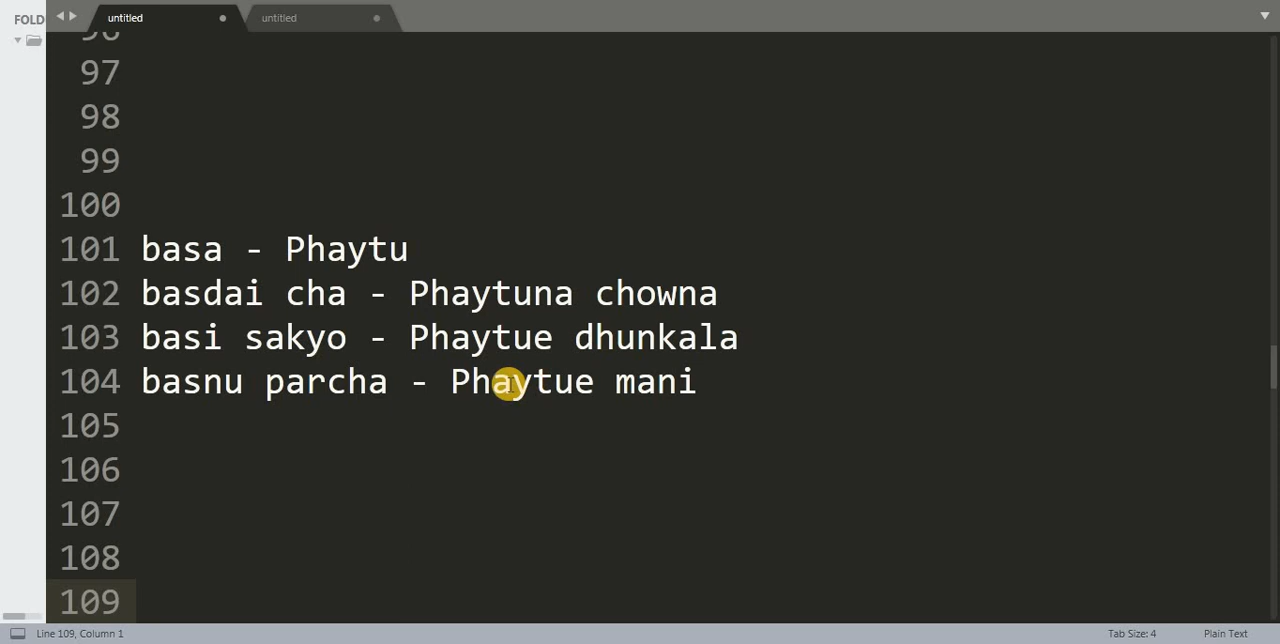 FOLD
untitled
untitled
96
97
98
99
100
101 basa - Phaytu
102 basdai cha - Phaytuna chowna
103 basi sakyo - Phaytue dhunkala
104 basnu parcha - Phaytue mani
105
106
107
108
109
Line 109, Column 1
Tab Size: 4
Plain Text